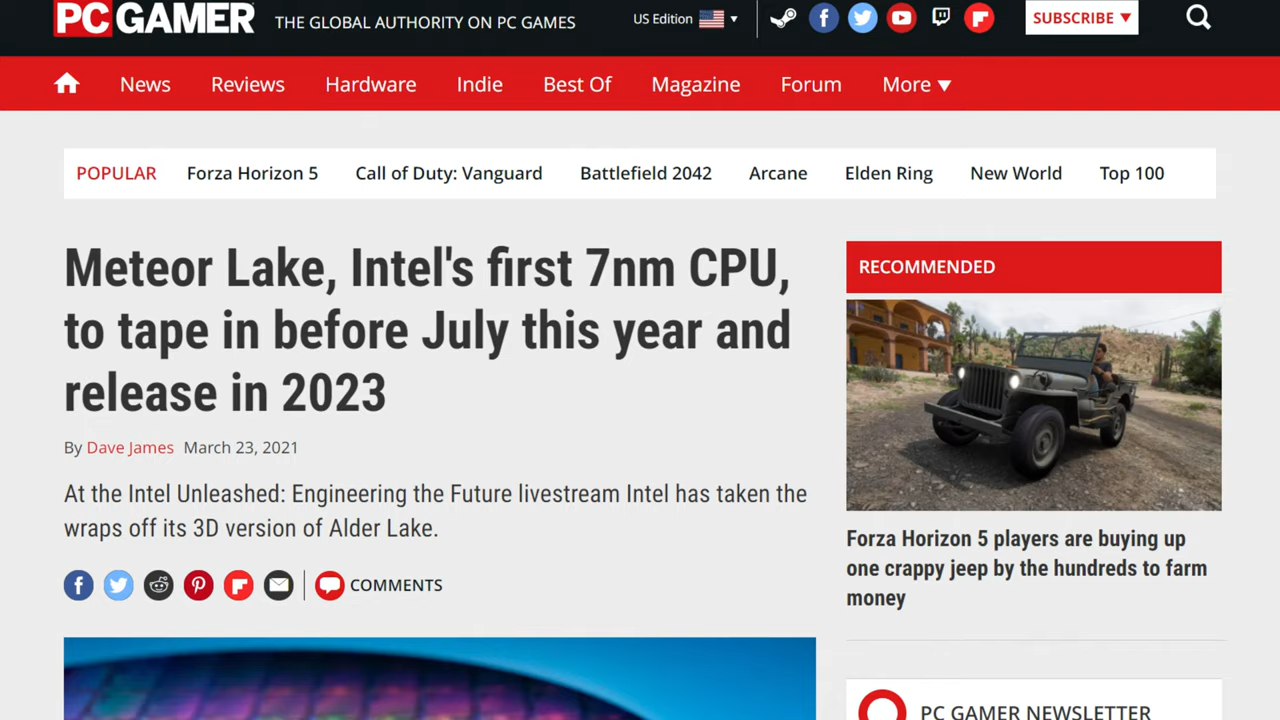 PC GAMER THE GLOBAL AUTHORITY ON PC GAMES US Edition SUBSCRIBE
News Reviews Hardware Indie Best Of Magazine Forum More
POPULAR Forza Horizon 5 Call of Duty: Vanguard Battlefield 2042 Arcane Elden Ring New World Top 100
Meteor Lake, Intel's first 7nm CPU,
to tape in before July this year and
release in 2023
By Dave James March 23, 2021
At the Intel Unleashed: Engineering the Future livestream Intel has taken the
wraps off its 3D version of Alder Lake.
COMMENTS
RECOMMENDED
Forza Horizon 5 players are buying up
one crappy jeep by the hundreds to farm
money
PC GAMER NEWSLETTER